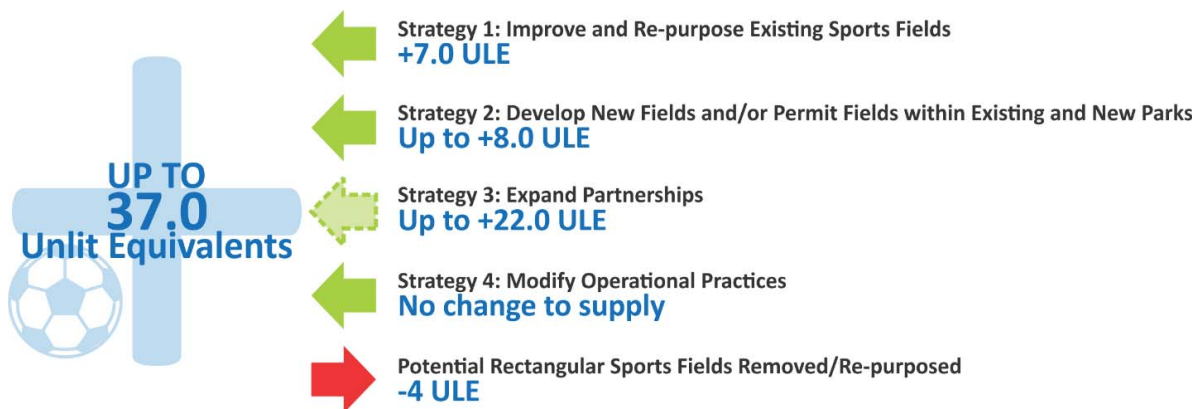 UP TO
37.0
Unlit Equivalents
Strategy 1: Improve and Re-purpose Existing Sports Fields
+7.0 ULE
Strategy 2: Develop New Fields and/or Permit Fields within Existing and New Parks
Up to +8.0 ULE
Strategy 3: Expand Partnerships
Up to +22.0 ULE
Strategy 4: Modify Operational Practices
No change to supply
Potential Rectangular Sports Fields Removed/Re-purposed
-4 ULE